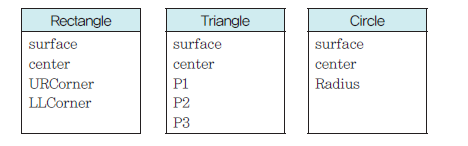 Rectangle
surface
center
URCorner
LLCorner
Triangle
surface
center
P1
P2
P3
Circle
surface
center
Radius